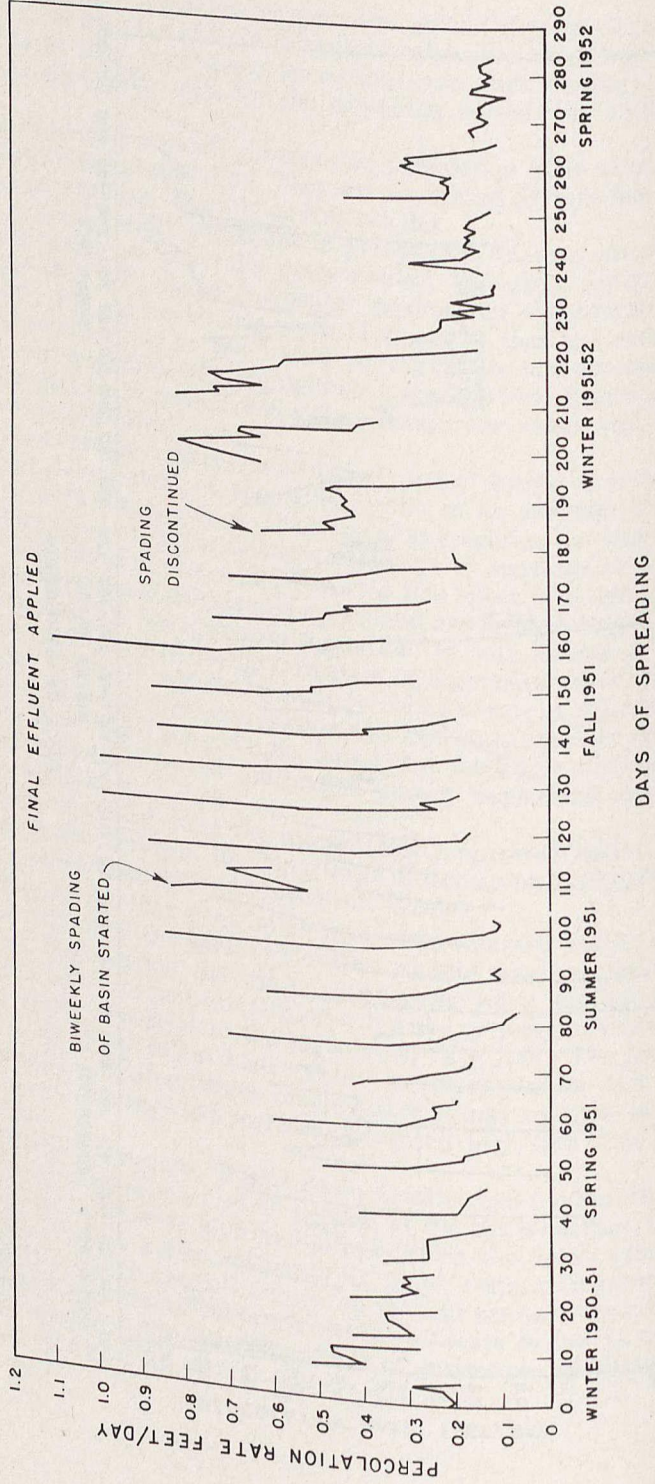 FINAL EFFLUENT APPLIED
BIWEEKLY SPADING
OF BASIN STARTED
SPADING
DISCONTINUED
PERCOLATION RATE FEET/DAY
1.2
1.1
1.0
0.9
0.8
0.7
0.6
0.5
0.4
0.3
0.2
0.1
0
0 10 20 30 40 50 60 70 80 90 100 110 120 130 140 150 160 170 180 190 200 210 220 230 240 250 260 270 280 290
WINTER 1950-51 SPRING 1951 SUMMER 1951 FALL 1951 WINTER 1951-52 SPRING 1952
DAYS OF SPREADING